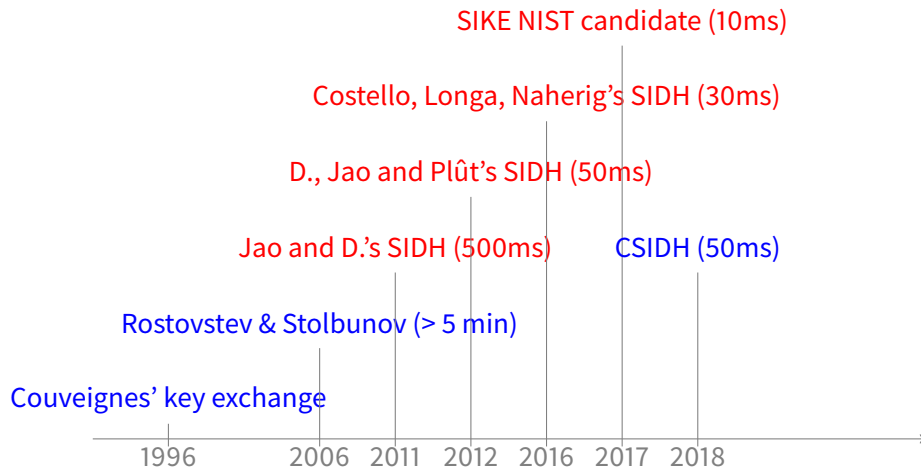 SIKE NIST candidate (10ms)
Costello, Longa, Naherig’s SIDH (30ms)
D., Jao and Plût’s SIDH (50ms)
Jao and D.’s SIDH (500ms)
CSIDH (50ms)
Rostovstev & Stolbunov (> 5 min)
Couveignes’ key exchange
1996 2006 2011 2012 2016 2017 2018